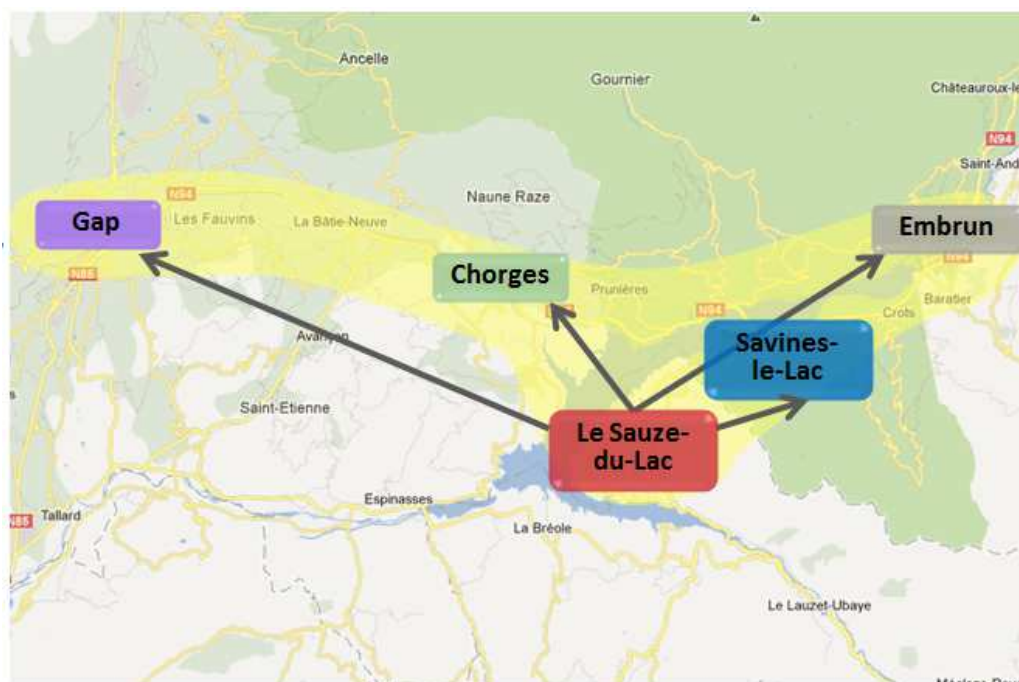 Ancelle
Gournier
Châteauroux-le
N94
Saint-And
Naune Raze
N94
Gap
Les Fauvins
La Bâtie-Neuve
Embrun
N85
Chorges
Prunières
N94
N94
Baratier
Crots
Avançon
Savines-
le-Lac
Saint-Etienne
Le Sauze-
du-Lac
Espinasses
Tallard
N85
La Bréole
Le Lauzet-Ubaye